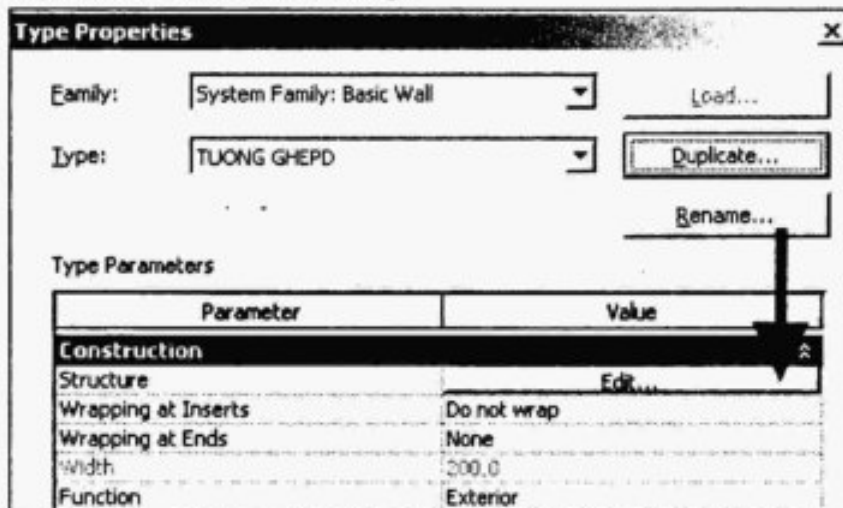 Type Properties
Family: System Family: Basic Wall Load...
Type: TUONG GHEPD Duplicate...
Rename...
Type Parameters
Parameter Value
Construction
Structure Edit...
Wrapping at Inserts Do not wrap
Wrapping at Ends None
Width 200.0
Function Exterior